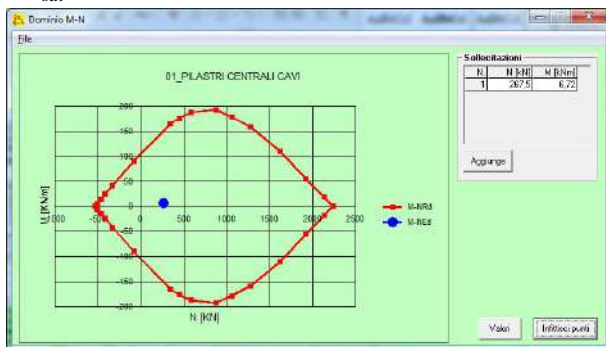 Dominio M-N
File
01_PILASTRI CENTRALI CAVI
200
150
100
50
-1000 -500 0 500 1000 1500 2000 2500
-50
-100
-150
-200
M [KNm]
N [KN]
M-NRd
M-NEd
Sollecitazioni
N. N [kN] M [kNm]
1 267,5 6,72
Aggiungi
Valori
Infittisci punti